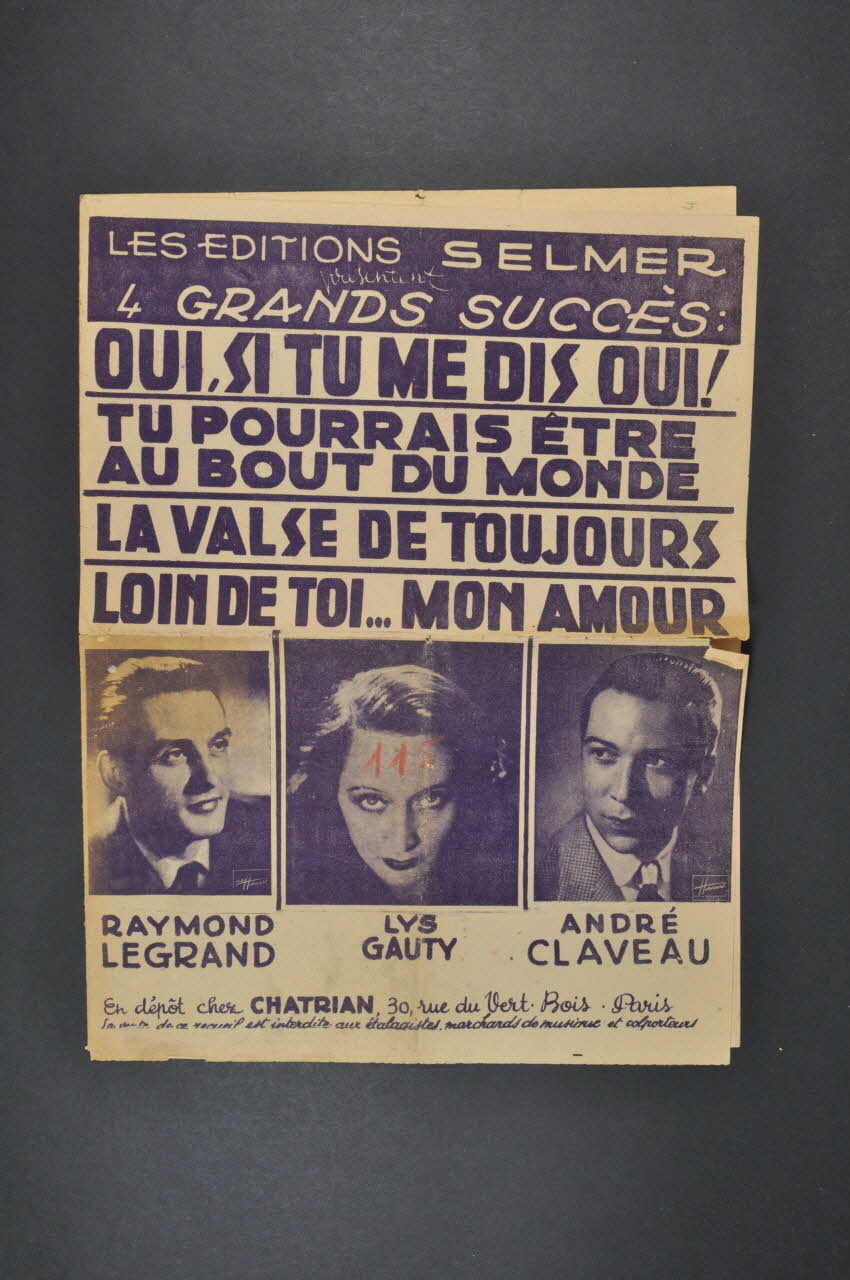 LES EDITIONS SELMER
présentent
4 GRANDS SUCCÈS:
OUI, SI TU ME DIS OUI!
TU POURRAIS ÊTRE
AU BOUT DU MONDE
LA VALSE DE TOUJOURS
LOIN DE TOI... MON AMOUR
115
RAYMOND
LEGRAND
LYS
GAUTY
ANDRÉ
CLAVEAU
En dépôt chez CHATRIAN, 30, rue du Vert-Bois - Paris
de ce recueil est interdite aux étalagistes, marchands de musique et colporteurs